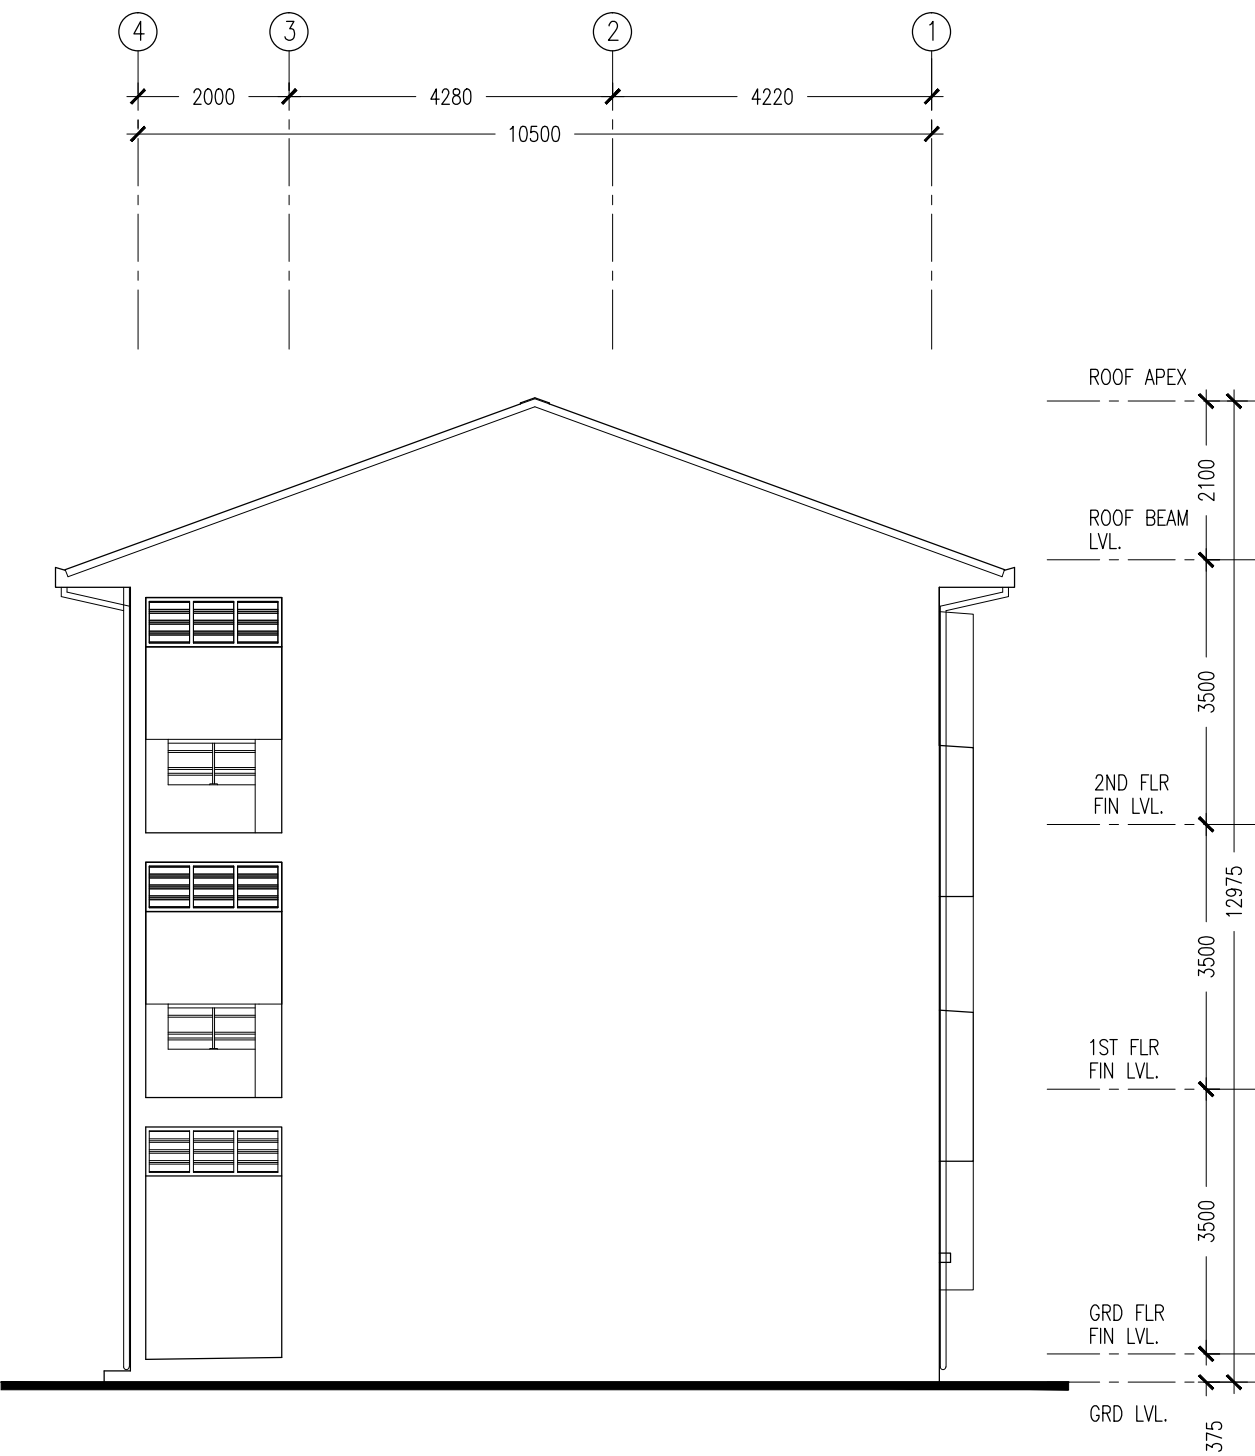 4 3 2 1
2000 4280 4220
10500
ROOF APEX
2100
ROOF BEAM
LVL.
3500
2ND FLR
FIN LVL.
12975
3500
1ST FLR
FIN LVL.
3500
GRD FLR
FIN LVL.
GRD LVL.
375